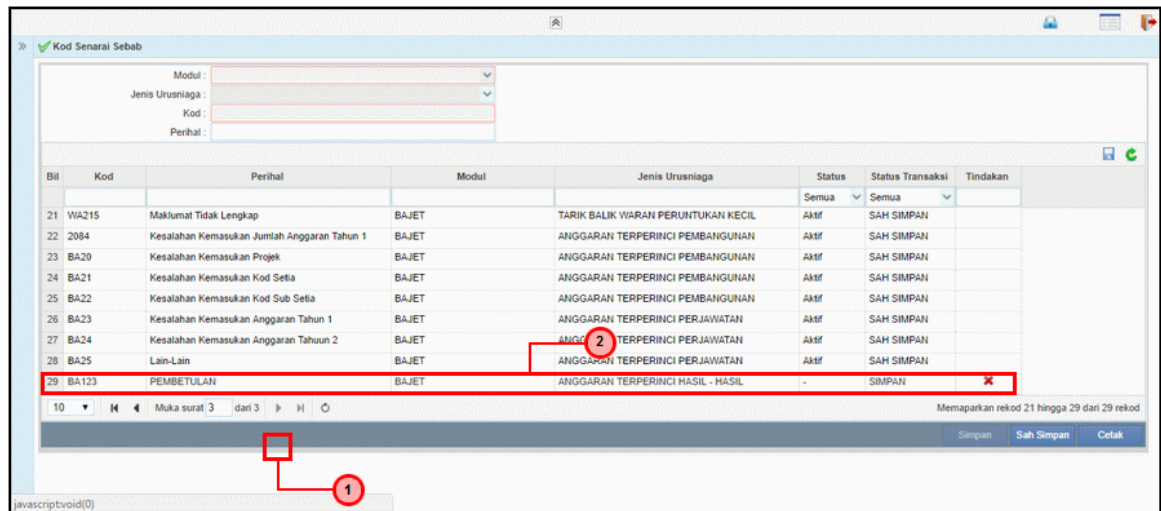 Kod Senarai Sebab
Modul :
Jenis Urusniaga :
Kod :
Perihal :
Bil Kod Perihal Modul Jenis Urusniaga Status Status Transaksi Tindakan
Semua Semua
21 WA215 Maklumat Tidak Lengkap BAJET TARIK BALIK WARAN PERUNTUKAN KECIL Aktif SAH SIMPAN
22 2084 Kesalahan Kemasukan Jumlah Anggaran Tahun 1 BAJET ANGGARAN TERPERINCI PEMBANGUNAN Aktif SAH SIMPAN
23 BA20 Kesalahan Kemasukan Projek BAJET ANGGARAN TERPERINCI PEMBANGUNAN Aktif SAH SIMPAN
24 BA21 Kesalahan Kemasukan Kod Setia BAJET ANGGARAN TERPERINCI PEMBANGUNAN Aktif SAH SIMPAN
25 BA22 Kesalahan Kemasukan Kod Sub Setia BAJET ANGGARAN TERPERINCI PEMBANGUNAN Aktif SAH SIMPAN
26 BA23 Kesalahan Kemasukan Anggaran Tahun 1 BAJET ANGGARAN TERPERINCI PERJAWATAN Aktif SAH SIMPAN
27 BA24 Kesalahan Kemasukan Anggaran Tahuun 2 BAJET ANGG 2 TERPERINCI PERJAWATAN Aktif SAH SIMPAN
28 BA25 Lain-Lain BAJET ANGGARAN TERPERINCI PERJAWATAN Aktif SAH SIMPAN
29 BA123 PEMBETULAN BAJET ANGGARAN TERPERINCI HASIL - HASIL - SIMPAN
10 Muka surat 3 dari 3 Memaparkan rekod 21 hingga 29 dari 29 rekod
Simpan Sah Simpan Cetak
1
javascript:void(0)